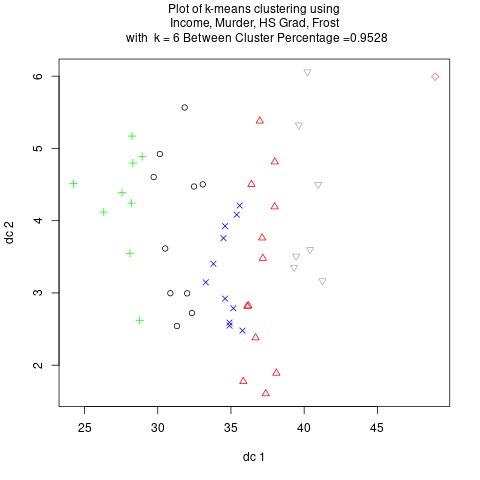 Plot of k-means clustering using
Income, Murder, HS Grad, Frost
with k = 6 Between Cluster Percentage =0.9528
6
5
4
3
2
dc 2
25 30 35 40 45
dc 1